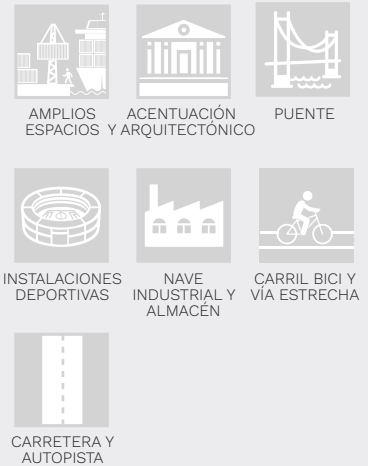 AMPLIOS
ESPACIOS Y
ACENTUACIÓN
ARQUITECTÓNICO
PUENTE
INSTALACIONES
DEPORTIVAS
NAVE
INDUSTRIAL Y
ALMACÉN
CARRIL BICI Y
VÍA ESTRECHA
CARRETERA Y
AUTOPISTA